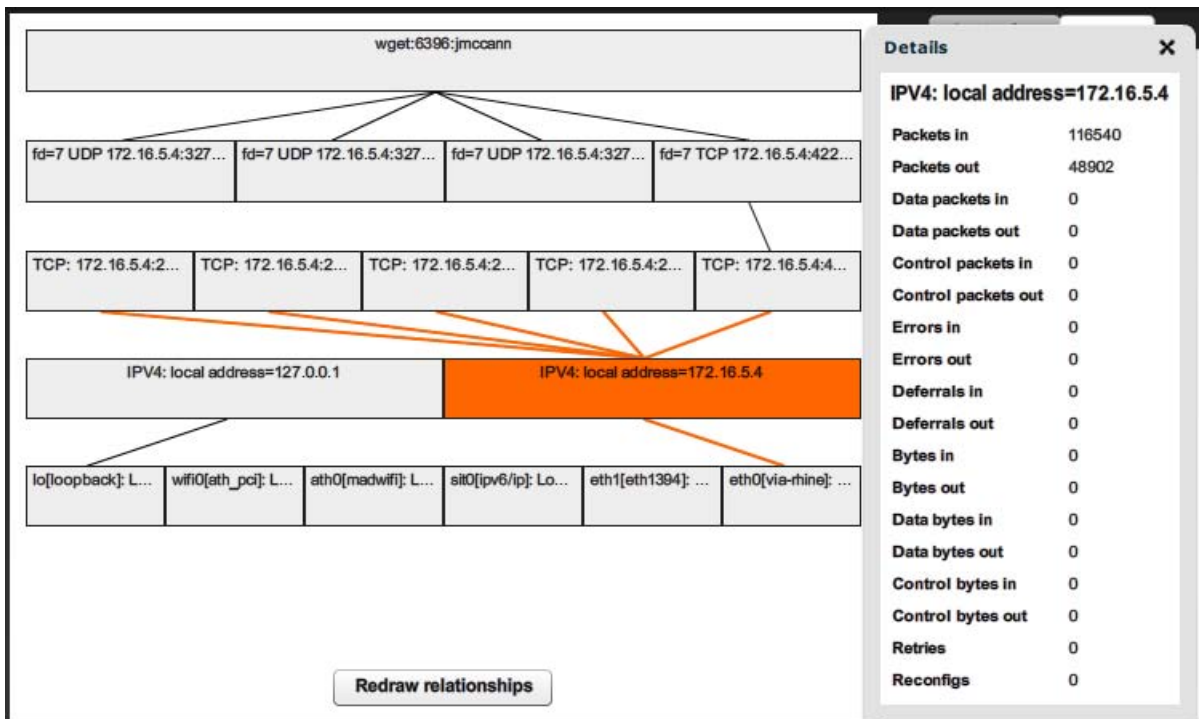 wget:6396:jmccann
fd=7 UDP 172.16.5.4:327...
fd=7 UDP 172.16.5.4:327...
fd=7 UDP 172.16.5.4:327...
fd=7 TCP 172.16.5.4:422...
TCP: 172.16.5.4:2...
TCP: 172.16.5.4:2...
TCP: 172.16.5.4:2...
TCP: 172.16.5.4:2...
TCP: 172.16.5.4:4...
IPV4: local address=127.0.0.1
IPV4: local address=172.16.5.4
lo[loopback]: L...
wifi0[ath_pci]: L...
ath0[madwifi]: L...
sit0[ipv6/ip]: Lo...
eth1[eth1394]: ...
eth0[via-rhine]: ...
Redraw relationships
Details
IPV4: local address=172.16.5.4
Packets in 116540
Packets out 48902
Data packets in 0
Data packets out 0
Control packets in 0
Control packets out 0
Errors in 0
Errors out 0
Deferrals in 0
Deferrals out 0
Bytes in 0
Bytes out 0
Data bytes in 0
Data bytes out 0
Control bytes in 0
Control bytes out 0
Retries 0
Reconfigs 0